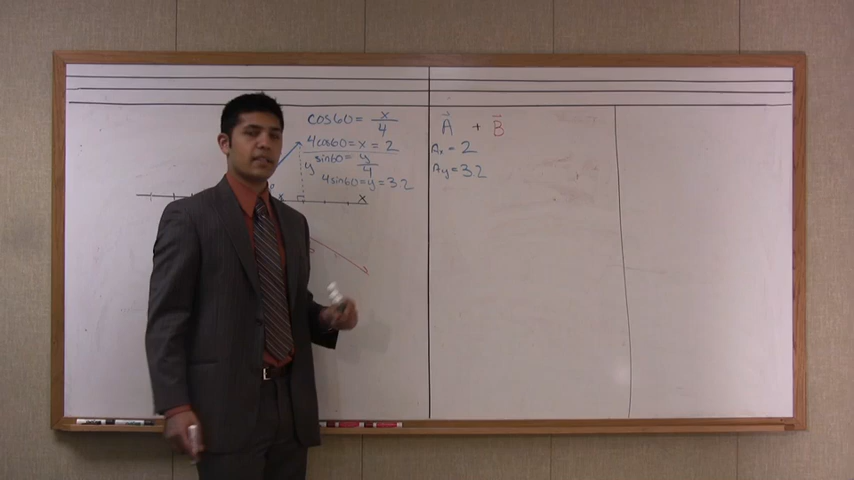 cos60 = x/4
4cos60 = x = 2
sin60 = y/4
y
4sin60 = y = 3.2
x
x
A + B
Ax = 2
Ay = 3.2